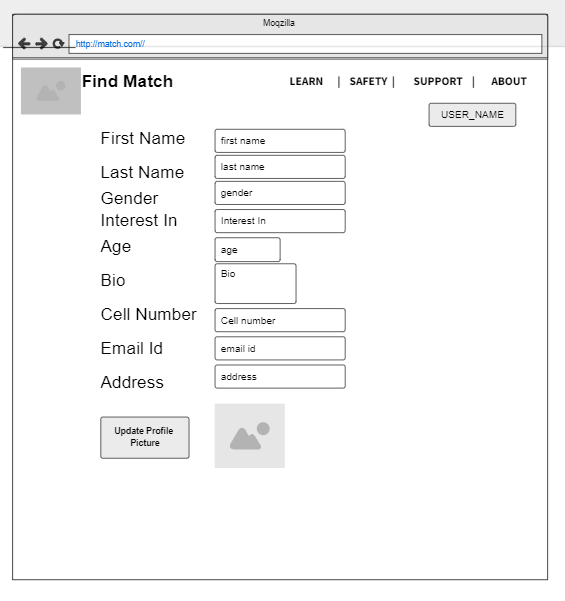 Moqzilla
http://match.com//
Find Match
LEARN | SAFETY | SUPPORT | ABOUT
USER_NAME
First Name first name
Last Name last name
Gender gender
Interest In Interest In
Age age
Bio Bio
Cell Number Cell number
Email Id email id
Address address
Update Profile
Picture